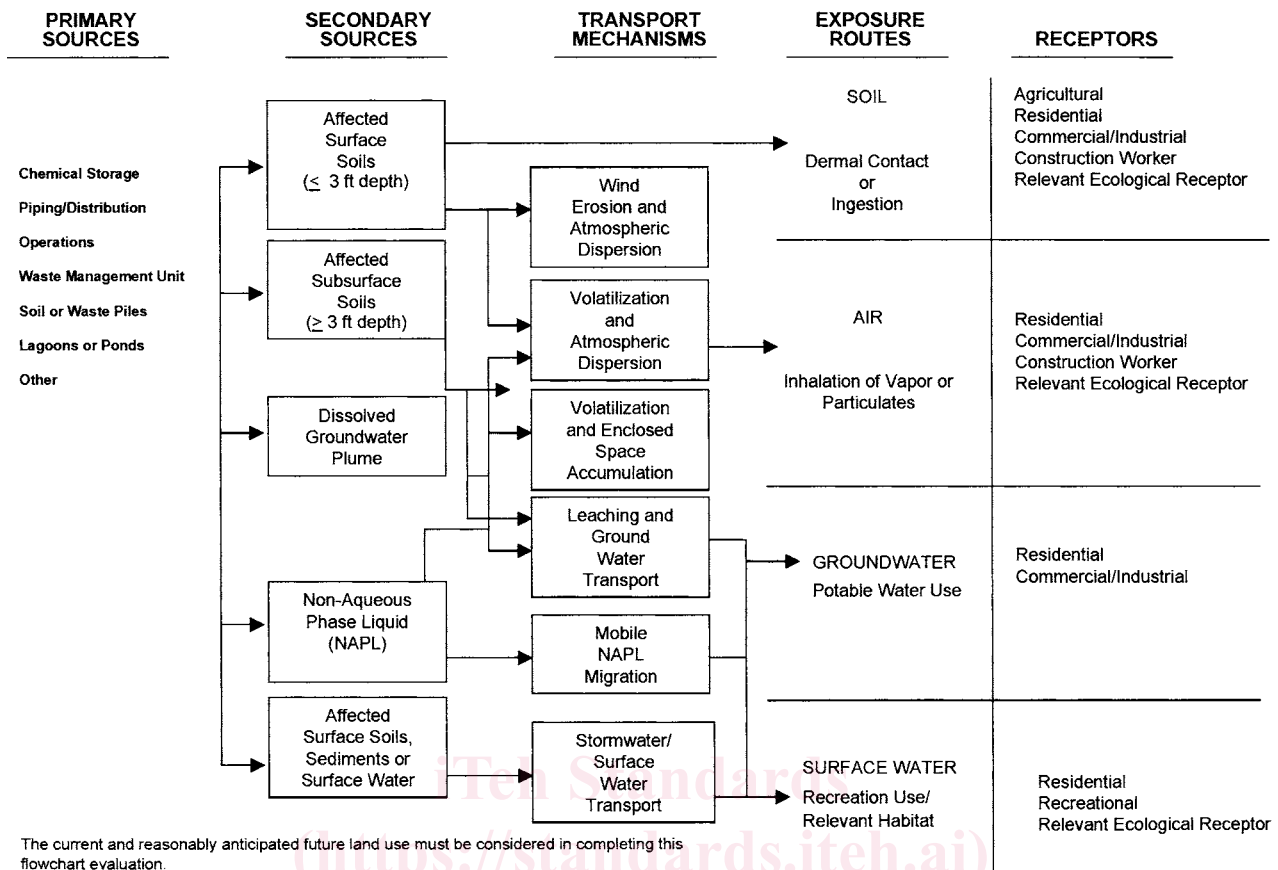 PRIMARY
SOURCES
SECONDARY
SOURCES
TRANSPORT
MECHANISMS
EXPOSURE
ROUTES
RECEPTORS
Chemical Storage
Piping/Distribution
Operations
Waste Management Unit
Soil or Waste Piles
Lagoons or Ponds
Other
Affected
Surface
Soils
(≤ 3 ft depth)
Affected
Subsurface
Soils
(≥ 3 ft depth)
Dissolved
Groundwater
Plume
Non-Aqueous
Phase Liquid
(NAPL)
Affected
Surface Soils,
Sediments or
Surface Water
Wind
Erosion and
Atmospheric
Dispersion
Volatilization
and
Atmospheric
Dispersion
Volatilization
and Enclosed
Space
Accumulation
Leaching and
Ground
Water
Transport
Mobile
NAPL
Migration
Stormwater/
Surface
Water
Transport
SOIL
Dermal Contact
or
Ingestion
AIR
Inhalation of Vapor or
Particulates
GROUNDWATER
Potable Water Use
SURFACE WATER
Recreation Use/
Relevant Habitat
Agricultural
Residential
Commercial/Industrial
Construction Worker
Relevant Ecological Receptor
Residential
Commercial/Industrial
Construction Worker
Relevant Ecological Receptor
Residential
Commercial/Industrial
Residential
Recreational
Relevant Ecological Receptor
The current and reasonably anticipated future land use must be considered in completing this
flowchart evaluation.
iTeh Standards
(https://standards.iteh.ai)